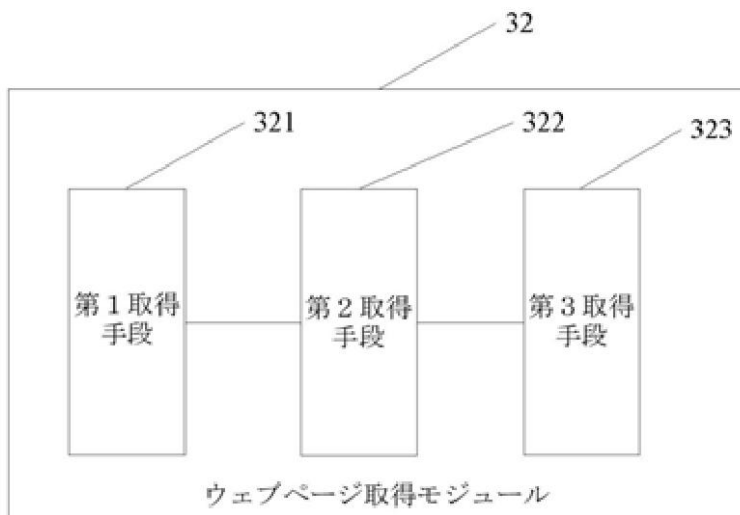 32
321
322
323
第１取得
手段
第２取得
手段
第３取得
手段
ウェブページ取得モジュール